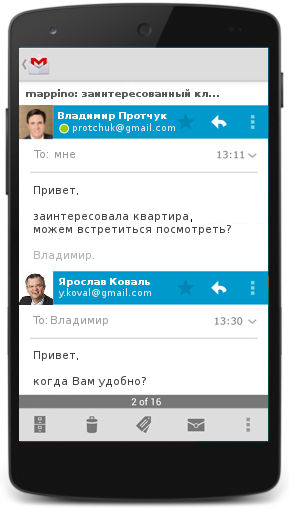 mappino: заинтересованный кл...
Владимир Протчук
protchuk@gmail.com
To: мне
13:11
Привет,
заинтересовала квартира,
можем встретиться посмотреть?
Владимир.
Ярослав Коваль
y.koval@gmail.com
To: Владимир
13:30
Привет,
когда Вам удобно?
2 of 16